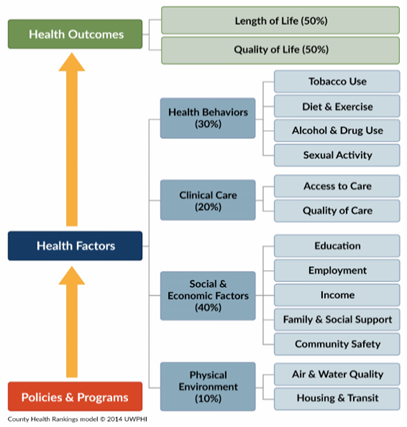 Health Outcomes
Length of Life (50%)
Quality of Life (50%)
Health Factors
Health Behaviors
(30%)
Tobacco Use
Diet & Exercise
Alcohol & Drug Use
Sexual Activity
Clinical Care
(20%)
Access to Care
Quality of Care
Social &
Economic Factors
(40%)
Education
Employment
Income
Family & Social Support
Community Safety
Physical
Environment
(10%)
Air & Water Quality
Housing & Transit
Policies & Programs
County Health Rankings model © 2014 UWPHI